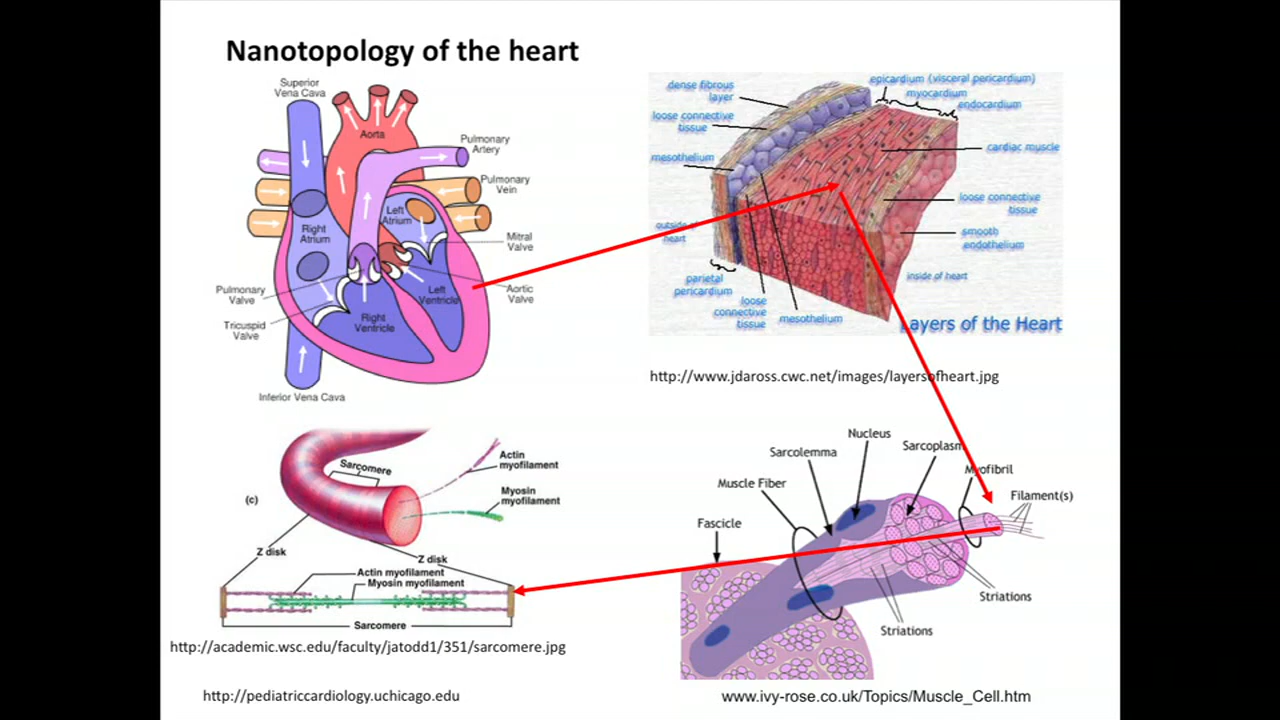 Nanotopology of the heart
Superior
Vena Cava
Aorta
Pulmonary
Artery
Pulmonary
Vein
Left
Atrium
Right
Atrium
Mitral
Valve
Pulmonary
Valve
Left
Ventricle
Aortic
Valve
Right
Ventricle
Tricuspid
Valve
Inferior Vena Cava
epicardium (visceral pericardium)
myocardium
endocardium
dense fibrous
layer
loose connective
tissue
mesothelium
cardiac muscle
loose connective
tissue
smooth
endothelium
outside of
heart
inside of heart
parietal
pericardium
loose
connective
tissue
mesothelium
Layers of the Heart
http://www.jdaross.cwc.net/images/layersofheart.jpg
(c)
Sarcomere
Actin
myofilament
Myosin
myofilament
Z disk
Z disk
Actin myofilament
Myosin myofilament
Sarcomere
http://academic.wsc.edu/faculty/jatodd1/351/sarcomere.jpg
http://pediatriccardiology.uchicago.edu
Nucleus
Sarcolemma
Sarcoplasm
Myofibril
Muscle Fiber
Filament(s)
Fascicle
Striations
Striations
www.ivy-rose.co.uk/Topics/Muscle_Cell.htm